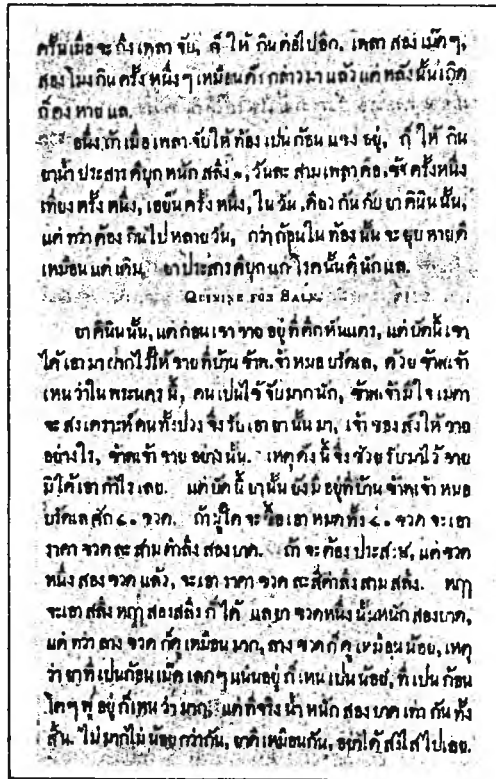 ครั้นเมื่อ จะ ถึง เพลา จับ, ก็ ให้ กิน ต่อไปอีก, เพลา สอง เม็ด ๆ,
สองโมงกินครั้ง หนึ่ง ๆ เหมือน กล่าวมา แล้ว แต่ หลังนั้น เถิด
ก็ คง หาย แล.
อนึ่งถ้าเมื่อ เพลา จับให้ ท้อง เปน ก้อน แขง อยู่, ก็ ให้ กิน
ยาน้ำ ประสาร ดีบุก หนัก สลึง ๑, วันละ สาม เพลา คือ, เช้า ครั้งหนึ่ง
เที่ยง ครั้ง หนึ่ง, เอยน ครั้ง หนึ่ง, ใน วัน เดียว กัน กับ ยา คินิน นั้น,
แต่ ทว่า ต้อง กินไป หลาย วัน, กว่า ก้อนใน ท้อง นั้น จะ ยุบ หาย ดี
เหมือน แต่ เดิม, ยา ประสาร ดีบุก แก้ โรค นั้น ดี นัก แล.
QUININE FOR SALE.
ยา คินิน นั้น, แต่ ก่อน เขา ขาย อยู่ ที่ ตึก หันแตร, แต่ บัด นี้ เขา
ได้ เอา มา ฝาก ไว้ ให้ ขาย ที่ บ้าน ข้าพเจ้า หมอ บรัดเล, ด้วย ข้าพเจ้า
เหน ว่าใน พระนคร นี้, คน เปน ไข้ จับ มาก นัก, ข้าพเจ้า มี ใจ เมตา
จะ สงเคราะห์ คน ทั้งปวง จึ่ง รับ เอา ยา นั้น มา, เจ้า ของ สั่ง ให้ ขาย
อย่างไร, ข้าพเจ้า ขาย อย่าง นั้น. เหตุ ดัง นี้ จึ่ง ช่วย รับ มา ไว้ ขาย
มิได้ เอา กำไร เลย. แต่ บัด นี้ ยา นั้น ยัง มี อยู่ ที่ บ้าน ข้าพเจ้า หมอ
บรัดเล สัก ๔๐ ขวด. ถ้า ผู้ใด จะ ซื้อ เอา หมด ทั้ง ๔๐ ขวด จะ เอา
ราคา ขวด ละ สาม ตำลึง สอง บาด. ถ้า จะ ต้อง ประสงษ์, แต่ ขวด
หนึ่ง สอง ขวด แล้ว, จะ เอา ราคา ขวด ละ สี่ ตำลึง สาม สลึง. หฤๅ
จะ เอา สลึง หฤๅ สอง สลึง ก็ ได้ แล ยา ขวด หนึ่ง นั้น หนัก สอง บาด,
แต่ ทว่า ลาง ขวด ก็ ดู เหมือน มาก, ลาง ขวด ก็ ดู เหมือน น้อย, เหตุ
ว่า ยา ที่ เปน ก้อน เม็ด เลก ๆ แน่น อยู่ ก็ เหน เปน น้อย, ที่ เปน ก้อน
โต ๆ ฟู อยู่ ก็ เหน ว่า มาก, แต่ ที่จริง น้ำ หนัก สอง บาด เท่า กัน ทั้ง
สิ้น. ไม่ มาก ไม่ น้อย กว่า กัน, ยา ดี เหมือน กัน, อย่า ได้ สงไส ไป เลย.